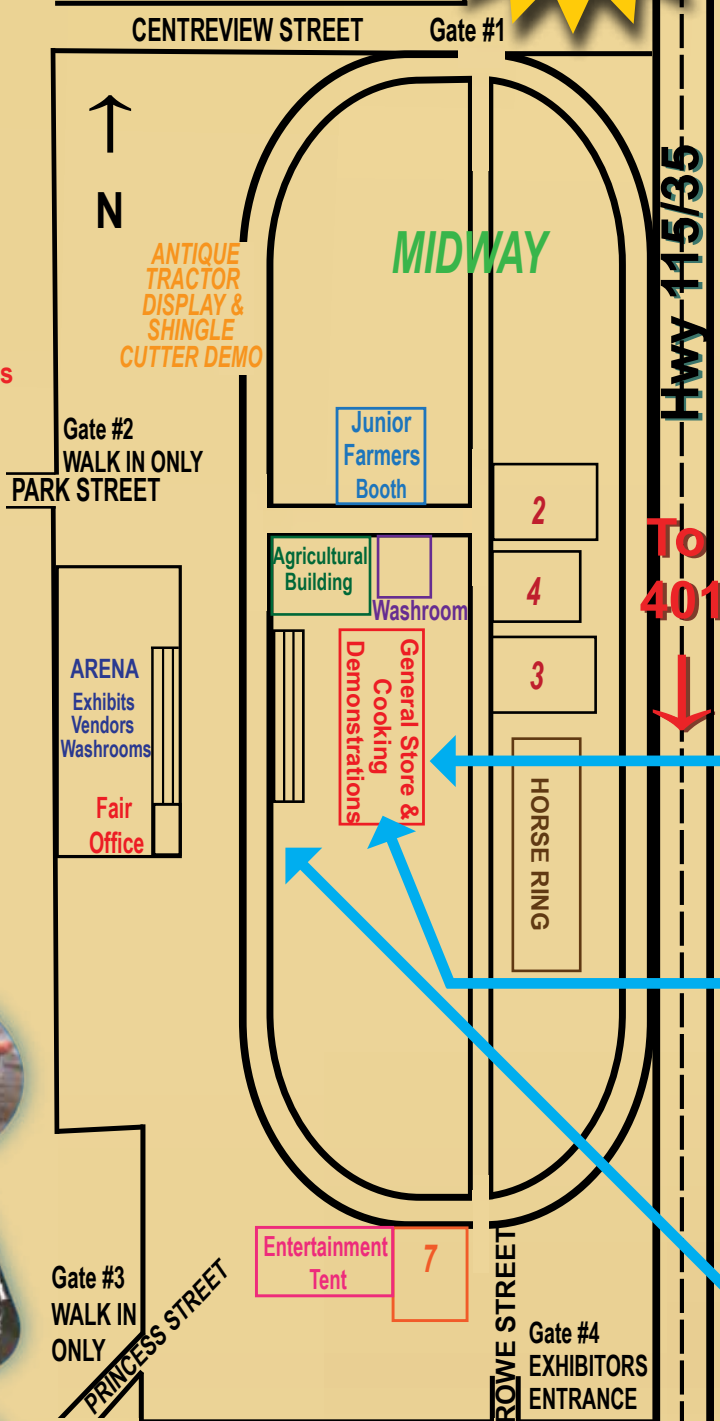 CENTREVIEW STREET
Gate #1
N
Hwy 115/35
MIDWAY
ANTIQUE
TRACTOR
DISPLAY &
SHINGLE
CUTTER DEMO
s
Gate #2
WALK IN ONLY
PARK STREET
Junior
Farmers
Booth
2
To
401
Agricultural
Building
Washroom
4
3
ARENA
Exhibits
Vendors
Washrooms
Fair
Office
General Store &
Cooking
Demonstrations
HORSE RING
Entertainment
Tent
7
Gate #3
WALK IN
ONLY
PRINCESS STREET
ROWE STREET
Gate #4
EXHIBITORS
ENTRANCE